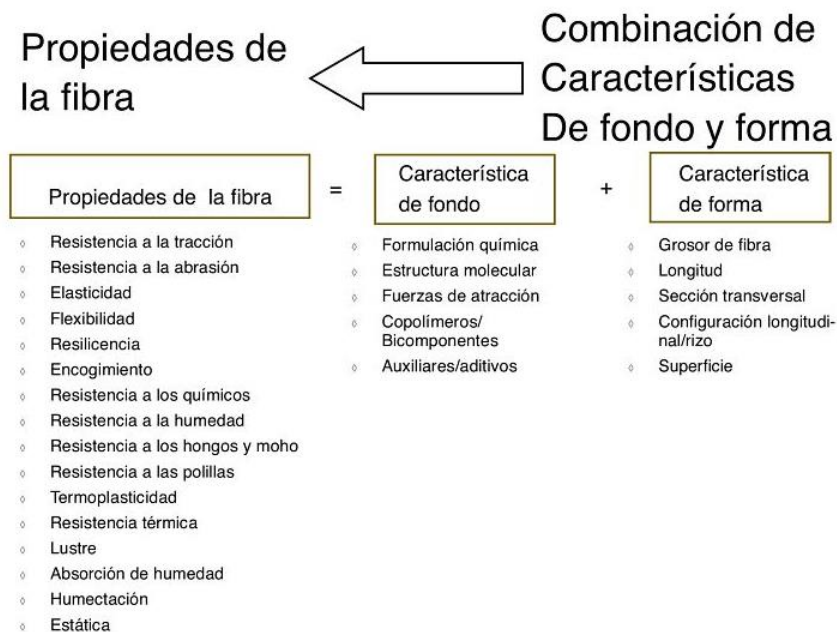 Propiedades de
la fibra
Combinación de
Características
De fondo y forma
Propiedades de la fibra
=
Característica
de fondo
+
Característica
de forma
Resistencia a la tracción
Resistencia a la abrasión
Elasticidad
Flexibilidad
Resilicencia
Encogimiento
Resistencia a los químicos
Resistencia a la humedad
Resistencia a los hongos y moho
Resistencia a las polillas
Termoplasticidad
Resistencia térmica
Lustre
Absorción de humedad
Humectación
Estática
Formulación química
Estructura molecular
Fuerzas de atracción
Copolímeros/
Bicomponentes
Auxiliares/aditivos
Grosor de fibra
Longitud
Sección transversal
Configuración longitudi-
nal/rizo
Superficie